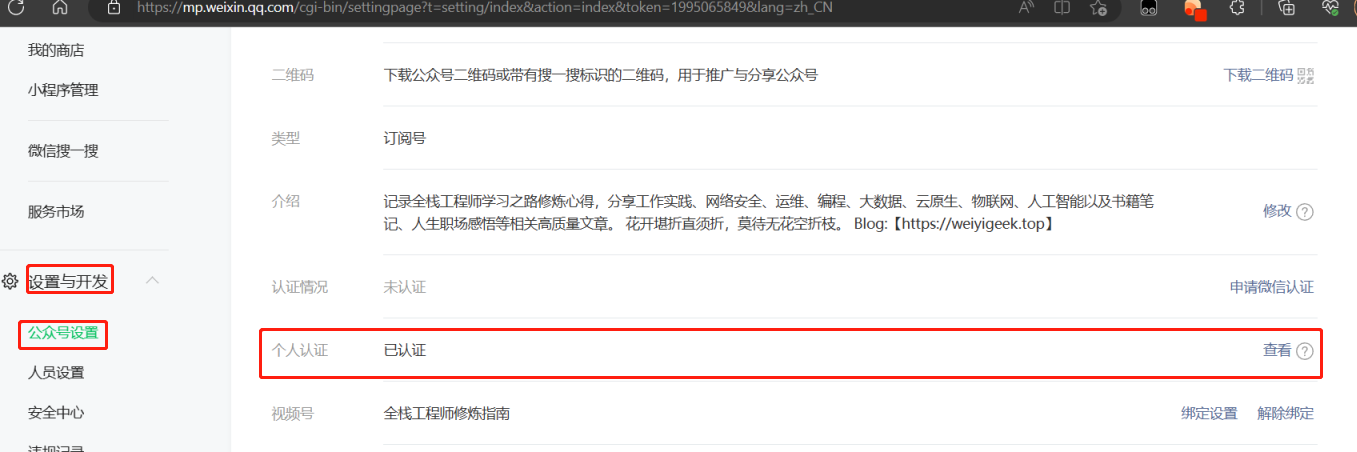 https://mp.weixin.qq.com/cgi-bin/settingpage?t=setting/index&action=index&token=1995065849&lang=zh_CN
我的商店
小程序管理
微信搜一搜
服务市场
设置与开发
公众号设置
人员设置
安全中心
违规记录
二维码 下载公众号二维码或带有搜一搜标识的二维码，用于推广与分享公众号 下载二维码
类型 订阅号
介绍 记录全栈工程师学习之路修炼心得，分享工作实践、网络安全、运维、编程、大数据、云原生、物联网、人工智能以及书籍笔
记、人生职场感悟等相关高质量文章。 花开堪折直须折，莫待无花空折枝。 Blog:【https://weiyigeek.top】 修改
认证情况 未认证 申请微信认证
个人认证 已认证 查看
视频号 全栈工程师修炼指南 绑定设置 解除绑定